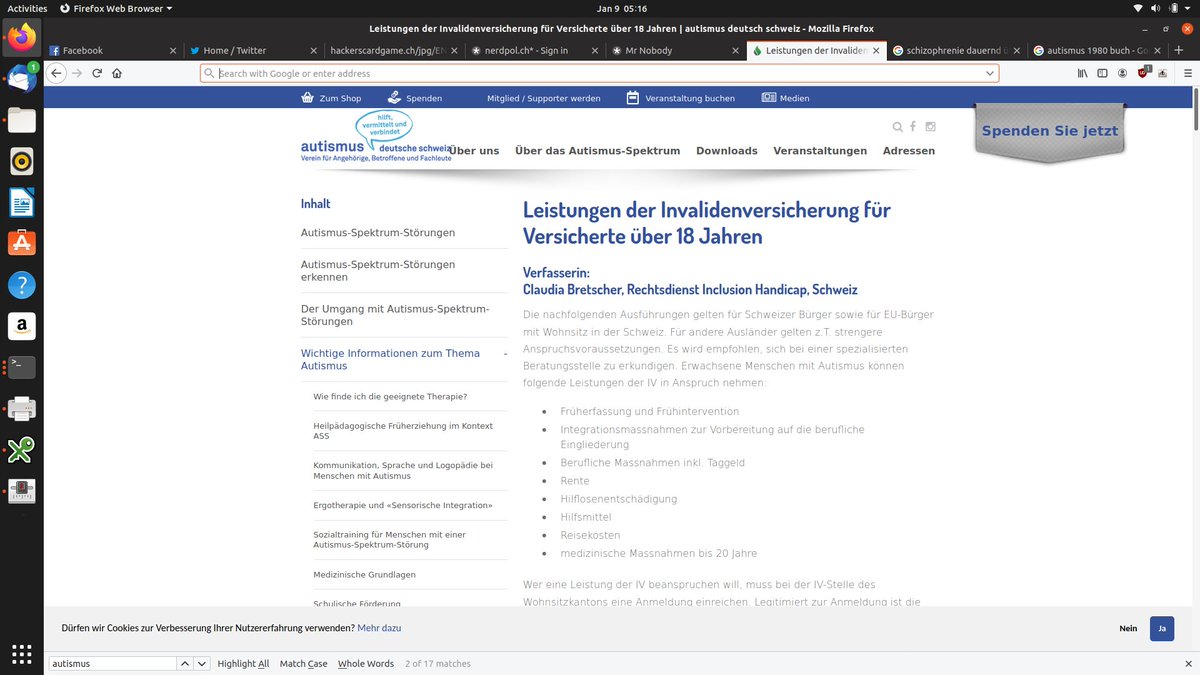 Activities
Firefox Web Browser
Jan 9 05:16
Leistungen der Invalidenversicherung für Versicherte über 18 Jahren | autismus deutsch schweiz - Mozilla Firefox
Facebook
Home / Twitter
hackerscardgame.ch/jpg/EN
nerdpol.ch* - Sign in
Mr Nobody
Leistungen der Invaliden
schizophrenie dauernd ü
autismus 1980 buch - Go
Search with Google or enter address
1
Zum Shop
Spenden
Mitglied / Supporter werden
Veranstaltung buchen
Medien
hilft,
vermittelt und
verbindet
autismus deutsche schweiz
Verein für Angehörige, Betroffene und Fachleute
Über uns
Über das Autismus-Spektrum
Downloads
Veranstaltungen
Adressen
Spenden Sie jetzt
Inhalt
Autismus-Spektrum-Störungen
Autismus-Spektrum-Störungen
erkennen
Der Umgang mit Autismus-Spektrum-
Störungen
Wichtige Informationen zum Thema -
Autismus
Wie finde ich die geeignete Therapie?
Heilpädagogische Früherziehung im Kontext
ASS
Kommunikation, Sprache und Logopädie bei
Menschen mit Autismus
Ergotherapie und «Sensorische Integration»
Sozialtraining für Menschen mit einer
Autismus-Spektrum-Störung
Medizinische Grundlagen
Schulische Förderung
Leistungen der Invalidenversicherung für
Versicherte über 18 Jahren
Verfasserin:
Claudia Bretscher, Rechtsdienst Inclusion Handicap, Schweiz
Die nachfolgenden Ausführungen gelten für Schweizer Bürger sowie für EU-Bürger
mit Wohnsitz in der Schweiz. Für andere Ausländer gelten z.T. strengere
Anspruchsvoraussetzungen. Es wird empfohlen, sich bei einer spezialisierten
Beratungsstelle zu erkundigen. Erwachsene Menschen mit Autismus können
folgende Leistungen der IV in Anspruch nehmen:
• Früherfassung und Frühintervention
• Integrationsmassnahmen zur Vorbereitung auf die berufliche
Eingliederung
• Berufliche Massnahmen inkl. Taggeld
• Rente
• Hilflosenentschädigung
• Hilfsmittel
• Reisekosten
• medizinische Massnahmen bis 20 Jahre
Wer eine Leistung der IV beanspruchen will, muss bei der IV-Stelle des
Wohnsitzkantons eine Anmeldung einreichen. Legitimiert zur Anmeldung ist die
Dürfen wir Cookies zur Verbesserung Ihrer Nutzererfahrung verwenden? Mehr dazu
Nein
Ja
autismus
Highlight All
Match Case
Whole Words
2 of 17 matches